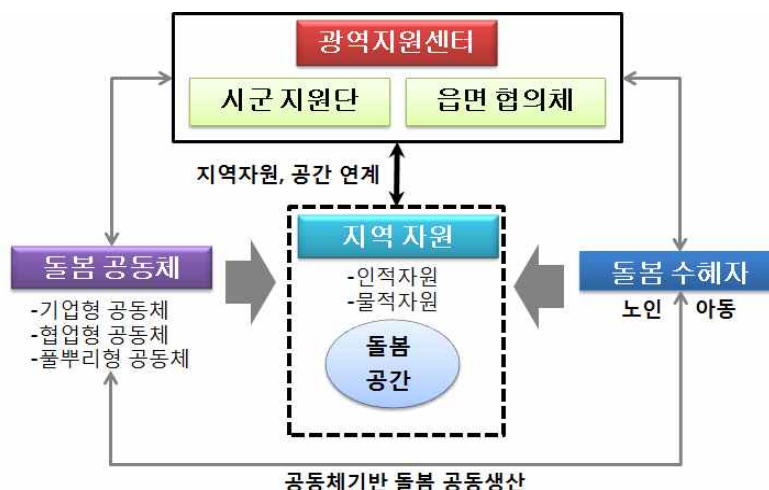 광역지원센터
시군 지원단
읍면 협의체
지역자원, 공간 연계
지역 자원
-인적자원
-물적자원
돌봄
공간
돌봄 공동체
-기업형 공동체
-협업형 공동체
-풀뿌리형 공동체
돌봄 수혜자
노인 아동
공동체기반 돌봄 공동생산